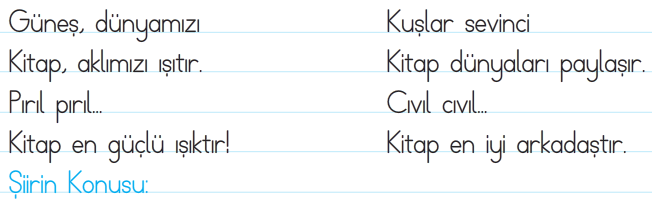 Güneş, dünyamızı
Kitap, aklımızı ışıtır.
Pırıl pırıl...
Kitap en güçlü ışıktır!
Kuşlar sevinci
Kitap dünyaları paylaşır.
Cıvıl cıvıl...
Kitap en iyi arkadaştır.
Şiirin Konusu: